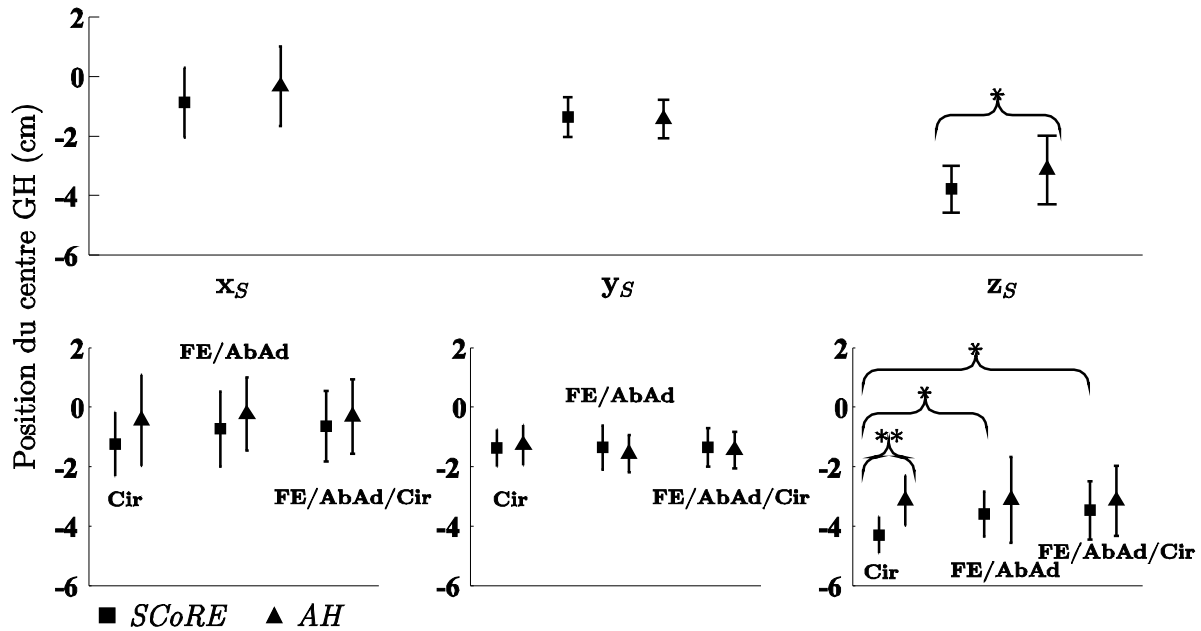 Position du centre GH (cm)
2
0
-2
-4
-6
*
x_S
y_S
z_S
2
0
-2
-4
-6
FE/AbAd
Cir
FE/AbAd/Cir
2
0
-2
-4
-6
FE/AbAd
Cir
FE/AbAd/Cir
2
0
-2
-4
-6
*
*
**
Cir
FE/AbAd
FE/AbAd/Cir
SCoRE AH